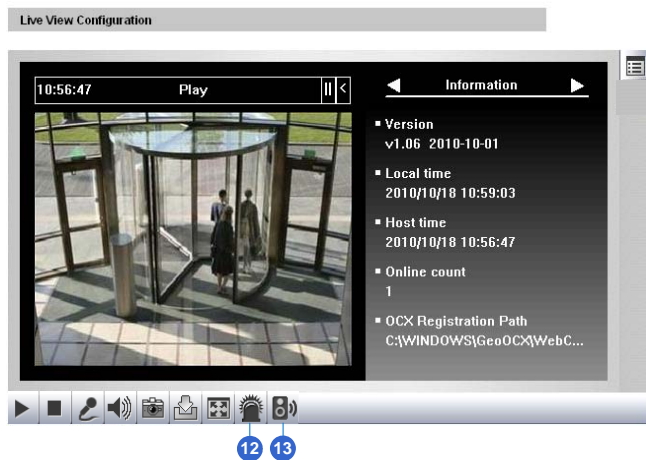 Live View Configuration
10:56:47 Play
Information
Version
v1.06 2010-10-01
Local time
2010/10/18 10:59:03
Host time
2010/10/18 10:56:47
Online count
1
OCX Registration Path
C:\WINDOWS\GeoOCX\WebC...
12 13